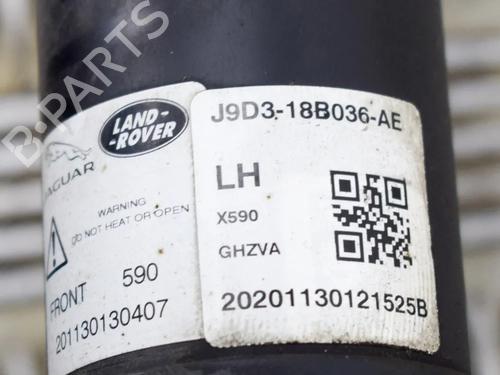 B-PARTS
JAGUAR
LAND-
ROVER
WARNING
DO NOT HEAT OR OPEN
FRONT 590
201130130407
J9D3-18B036-AE
LH
X590
GHZVA
20201130121525B